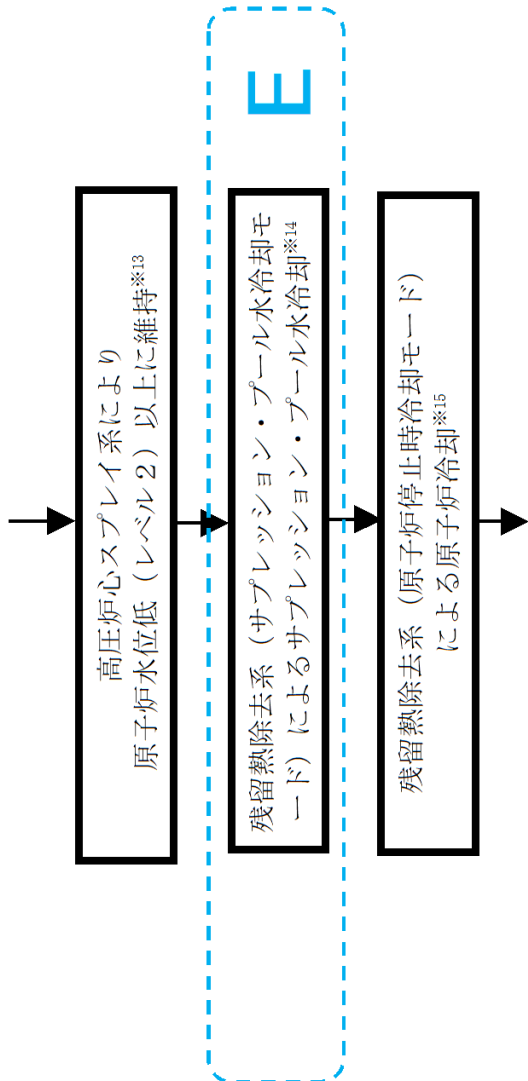 高圧炉心スプレイ系により
原子炉水位低（レベル２）以上に維持※13
E
残留熱除去系（サプレッション・プール水冷却モ
ード）によるサプレッション・プール水冷却※14
残留熱除去系（原子炉停止時冷却モード）
による原子炉冷却※15